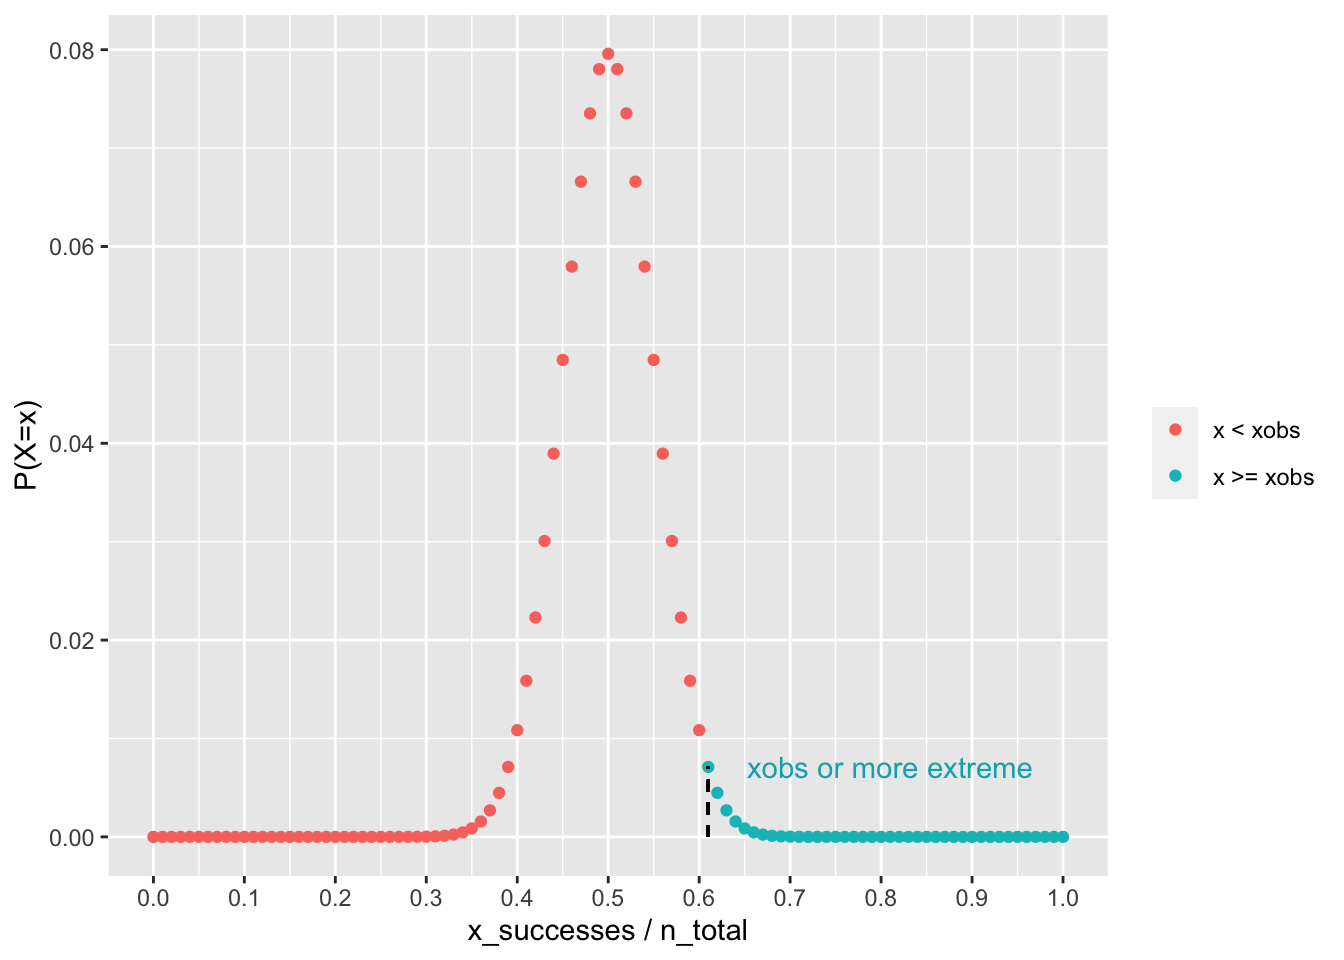 0.08
0.06
0.04
0.02
0.00
P(X=x)
xobs or more extreme
0.0 0.1 0.2 0.3 0.4 0.5 0.6 0.7 0.8 0.9 1.0
x_successes / n_total
x < xobs
x >= xobs